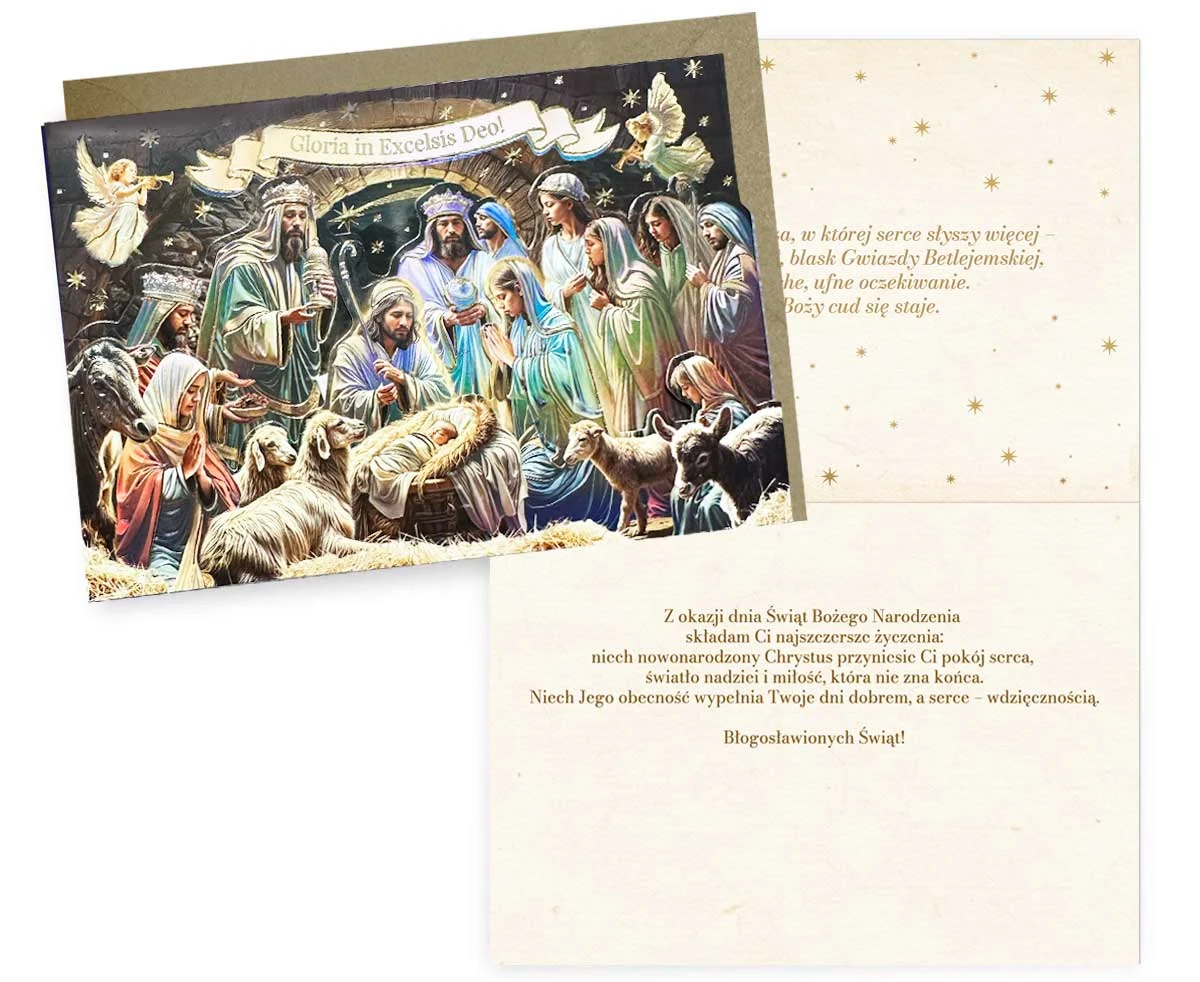 Gloria in Excelsis Deo!
w której serce słyszy więcej –
blask Gwiazdy Betlejemskiej,
ufne oczekiwanie.
Boży cud się staje.
Z okazji dnia Świąt Bożego Narodzenia
składam Ci najszczersze życzenia:
niech nowonarodzony Chrystus przyniesie Ci pokój serca,
światło nadziei i miłość, która nie zna końca.
Niech Jego obecność wypełnia Twoje dni dobrem, a serce – wdzięcznością.
Błogosławionych Świąt!